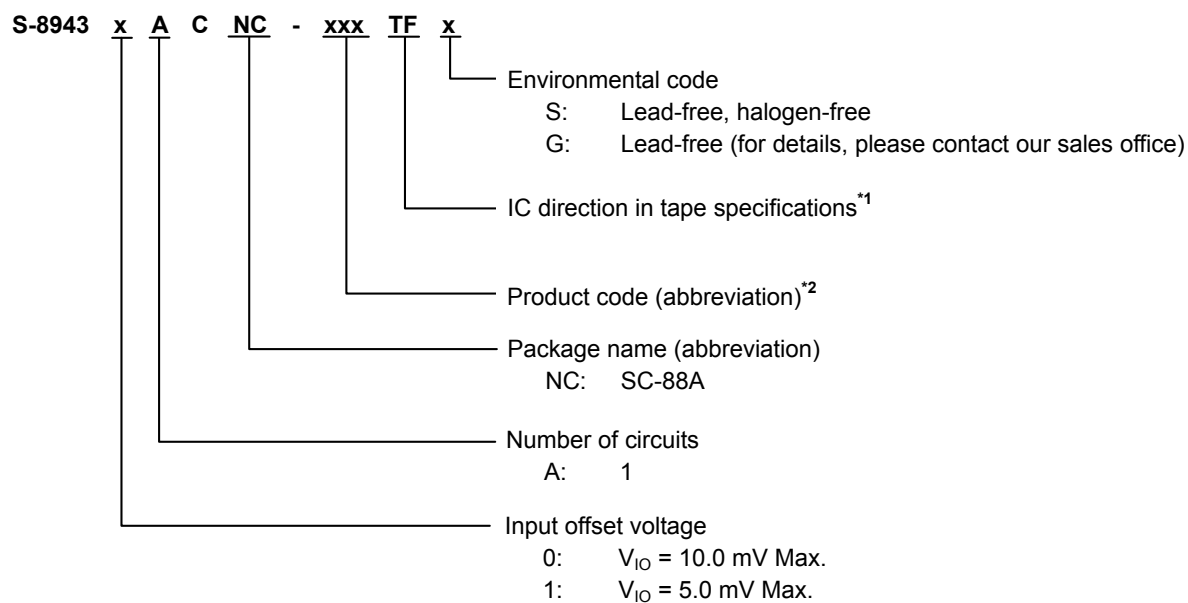 S-8943 x A C NC - xxx TF x
Environmental code
S: Lead-free, halogen-free
G: Lead-free (for details, please contact our sales office)
IC direction in tape specifications*1
Product code (abbreviation)*2
Package name (abbreviation)
NC: SC-88A
Number of circuits
A: 1
Input offset voltage
0: VIO = 10.0 mV Max.
1: VIO = 5.0 mV Max.